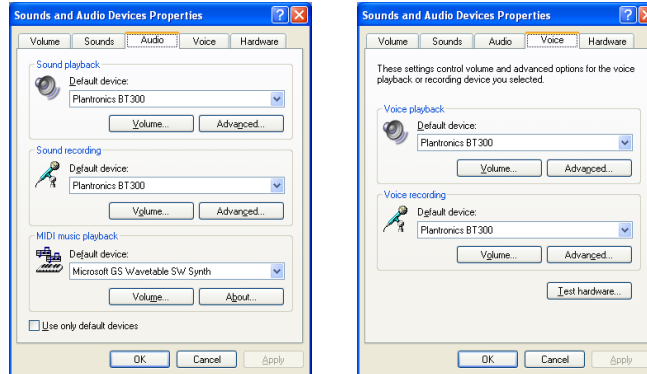 Sounds and Audio Devices Properties
Volume Sounds Audio Voice Hardware
Sound playback
Default device:
Plantronics BT300
Volume... Advanced...
Sound recording
Default device:
Plantronics BT300
Volume... Advanced...
MIDI music playback
Default device:
Microsoft GS Wavetable SW Synth
Volume... About...
Use only default devices
OK Cancel Apply
Sounds and Audio Devices Properties
Volume Sounds Audio Voice Hardware
These settings control volume and advanced options for the voice
playback or recording device you selected.
Voice playback
Default device:
Plantronics BT300
Volume... Advanced...
Voice recording
Default device:
Plantronics BT300
Volume... Advanced...
Test hardware...
OK Cancel Apply